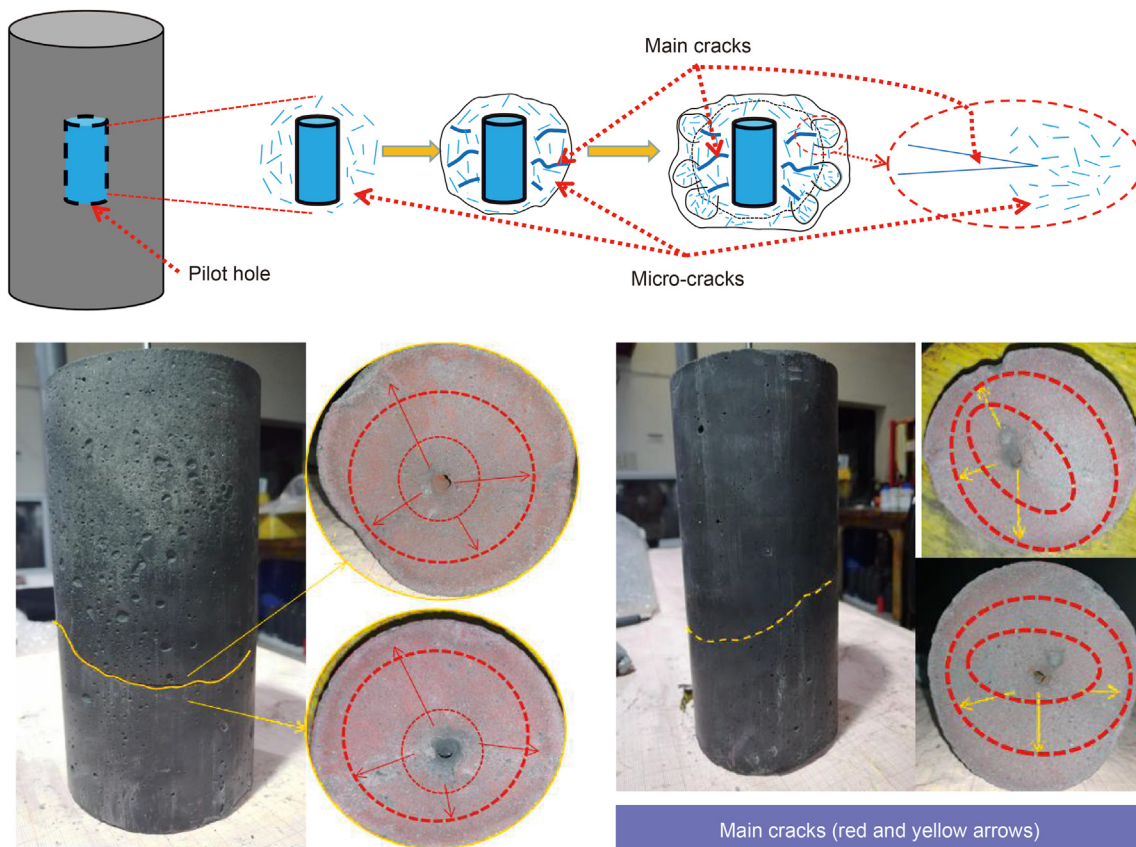 Main cracks
Pilot hole
Micro-cracks
Main cracks (red and yellow arrows)